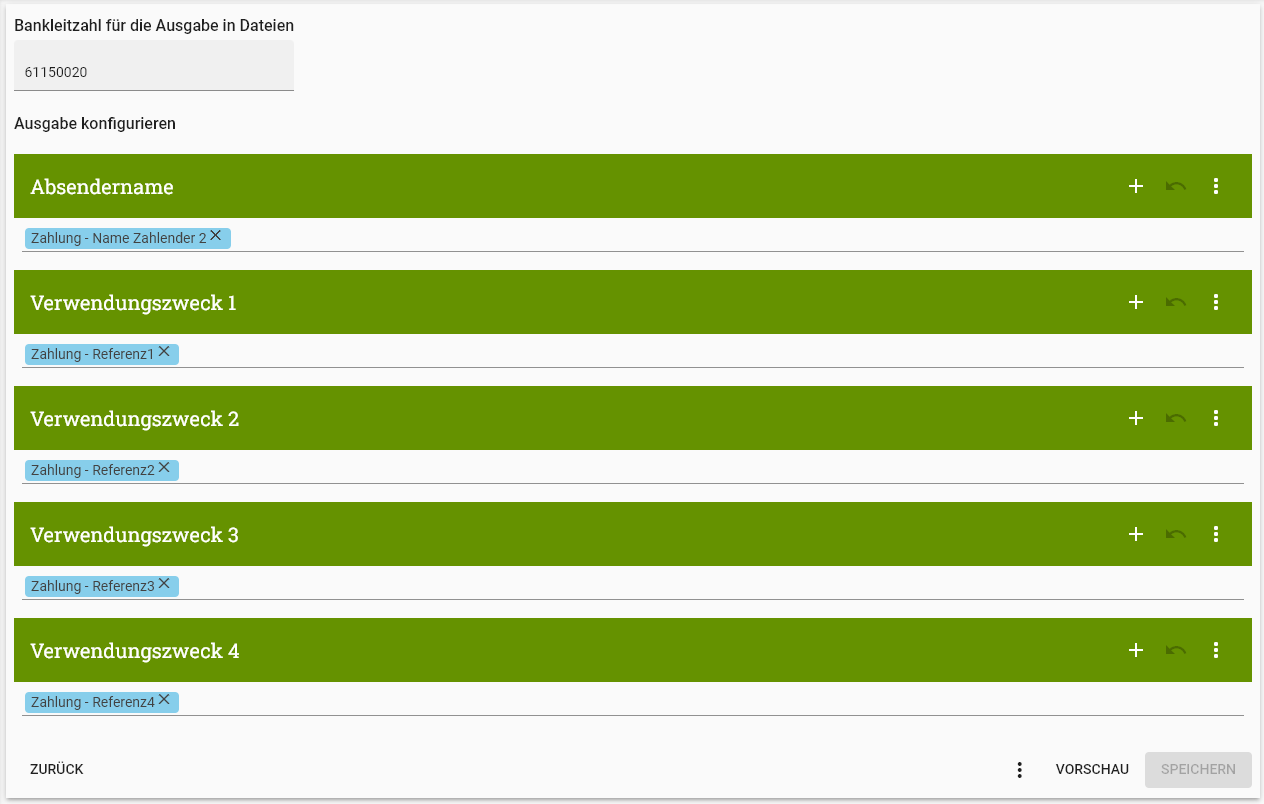 Bankleitzahl für die Ausgabe in Dateien
61150020
Ausgabe konfigurieren
Absendername
Zahlung - Name Zahlender 2
Verwendungszweck 1
Zahlung - Referenz1
Verwendungszweck 2
Zahlung - Referenz2
Verwendungszweck 3
Zahlung - Referenz3
Verwendungszweck 4
Zahlung - Referenz4
ZURÜCK VORSCHAU SPEICHERN